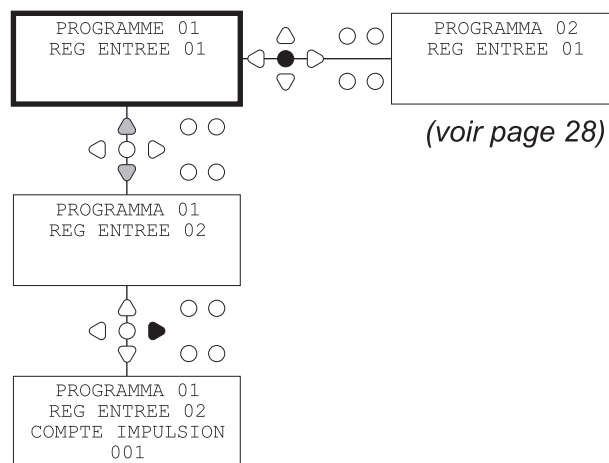 PROGRAMME 01
REG ENTREE 01
PROGRAMMA 02
REG ENTREE 01
(voir page 28)
PROGRAMMA 01
REG ENTREE 02
PROGRAMMA 01
REG ENTREE 02
COMPTE IMPULSION
001